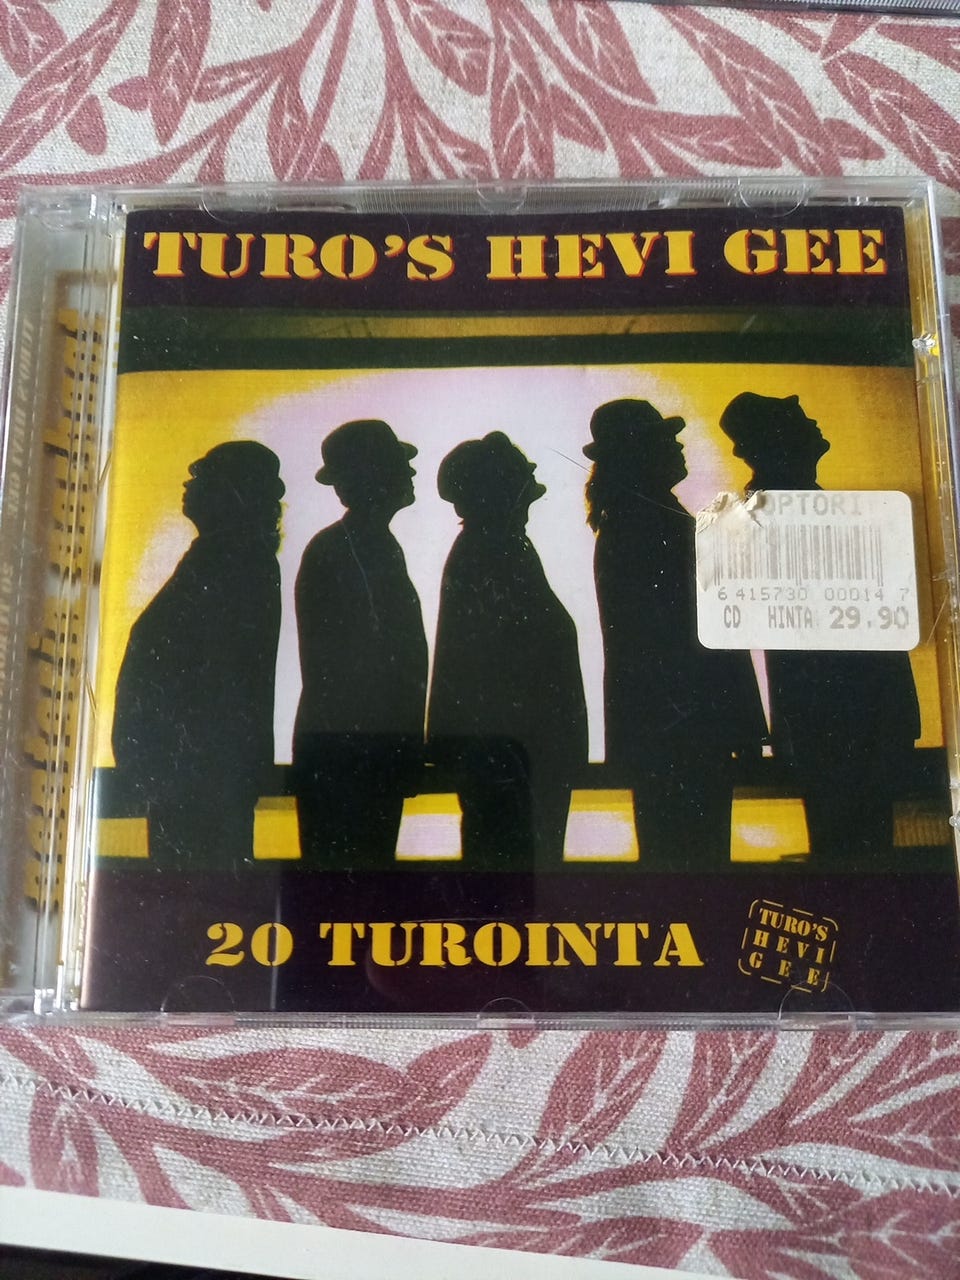 TURO'S HEVI GEE
OPTORI
6 415730 00014 7
CD HINTA 29.90
20 TUROINTA
TURO'S
HEVI
GEE